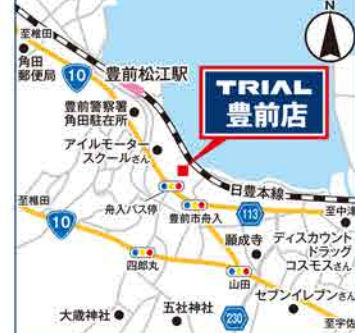 N
至椎田
角田
郵便局
10
豊前松江駅
TRIAL
豊前店
豊前警察署
角田駐在所
アイルモーター
スクールさん
日豊本線
至椎田
舟入バス停
豊前市舟入
113
至中津
10
願成寺
ディスカウント
ドラッグ
コスモスさん
四郎丸
山田
セブンイレブンさん
大歳神社
五社神社
230
至宇佐